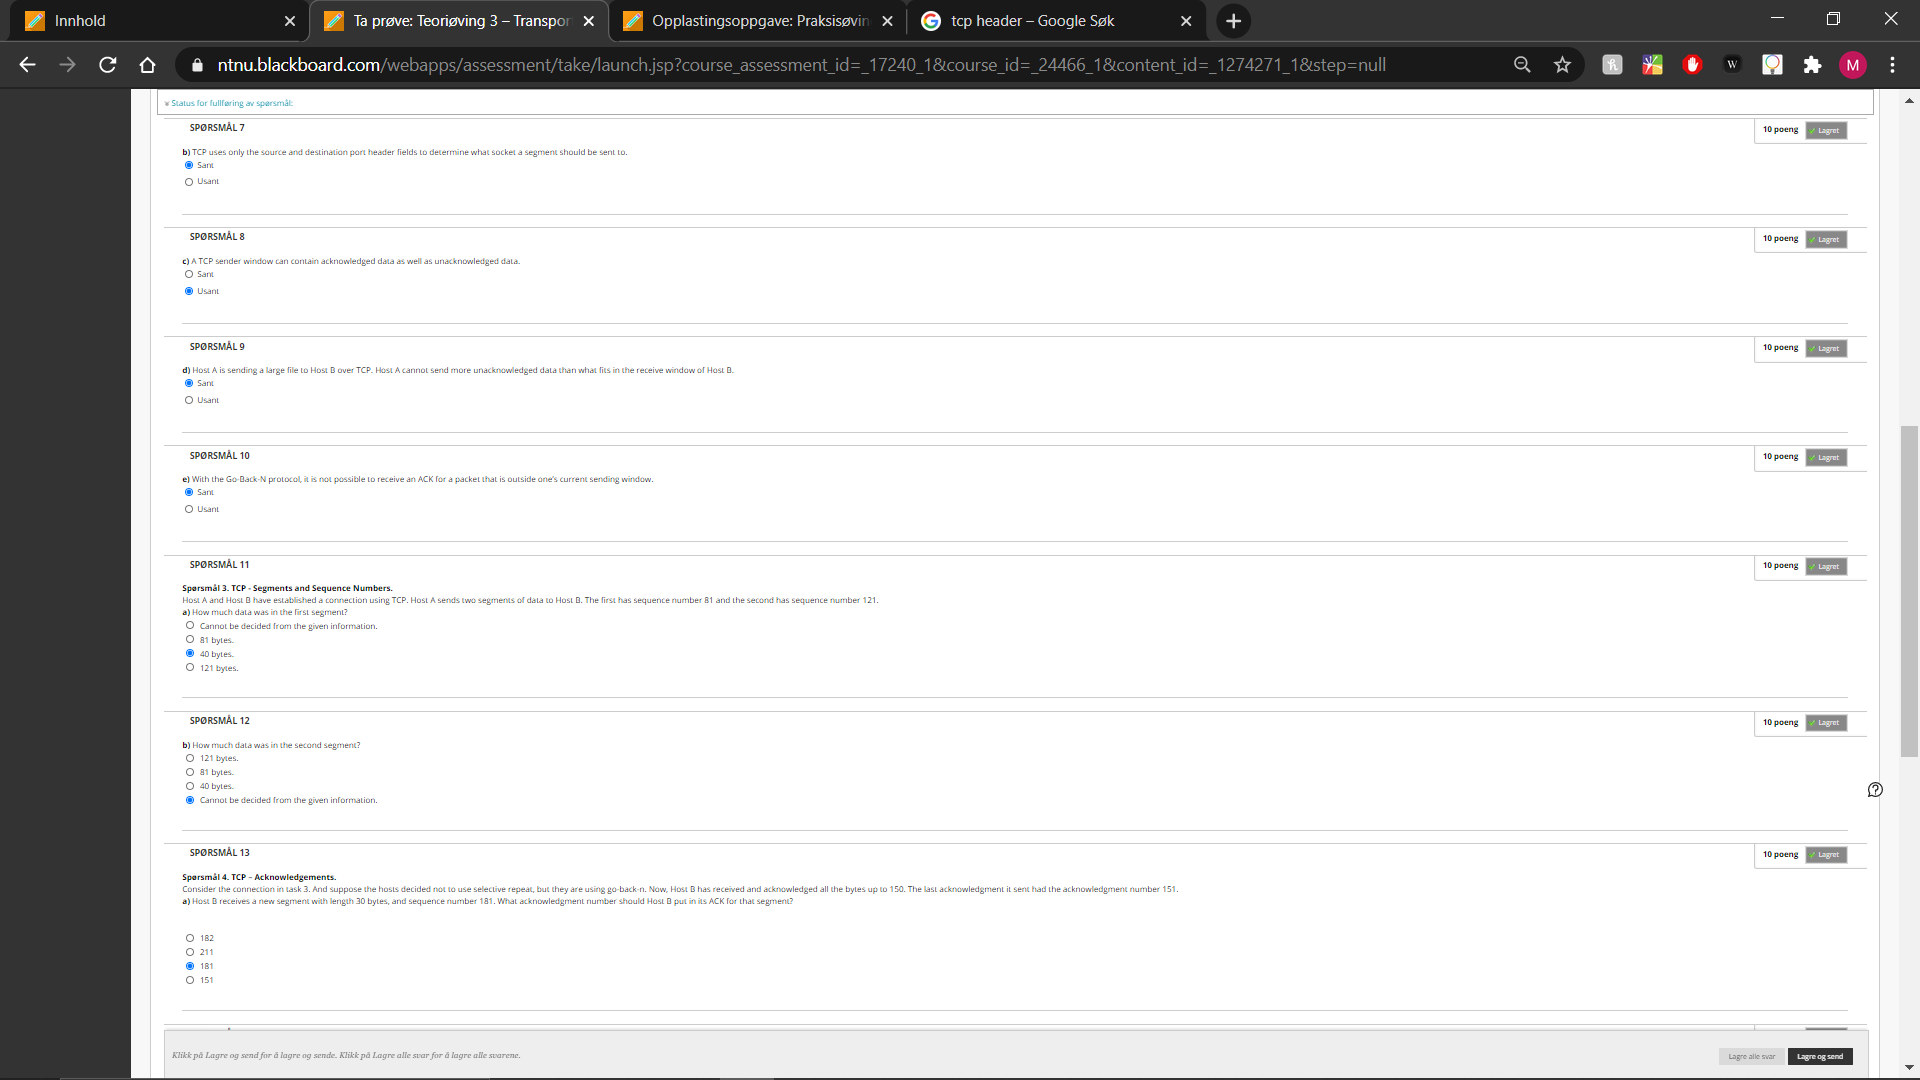 Innhold
Ta prøve: Teoriøving 3 – Transpor
Opplastingsoppgave: Praksisøvin
tcp header – Google Søk
ntnu.blackboard.com/webapps/assessment/take/launch.jsp?course_assessment_id=_17240_1&course_id=_24466_1&content_id=_1274271_1&step=null
W
M
Status for fullføring av spørsmål:
SPØRSMÅL 7
10 poeng
Lagret
b) TCP uses only the source and destination port header fields to determine what socket a segment should be sent to.
Sant
Usant
SPØRSMÅL 8
10 poeng
Lagret
c) A TCP sender window can contain acknowledged data as well as unacknowledged data.
Sant
Usant
SPØRSMÅL 9
10 poeng
Lagret
d) Host A is sending a large file to Host B over TCP. Host A cannot send more unacknowledged data than what fits in the receive window of Host B.
Sant
Usant
SPØRSMÅL 10
10 poeng
Lagret
e) With the Go-Back-N protocol, it is not possible to receive an ACK for a packet that is outside one's current sending window.
Sant
Usant
SPØRSMÅL 11
10 poeng
Lagret
Spørsmål 3. TCP - Segments and Sequence Numbers.
Host A and Host B have established a connection using TCP. Host A sends two segments of data to Host B. The first has sequence number 81 and the second has sequence number 121.
a) How much data was in the first segment?
Cannot be decided from the given information.
81 bytes.
40 bytes.
121 bytes.
SPØRSMÅL 12
10 poeng
Lagret
b) How much data was in the second segment?
121 bytes.
81 bytes.
40 bytes.
Cannot be decided from the given information.
SPØRSMÅL 13
10 poeng
Lagret
Spørsmål 4. TCP – Acknowledgements.
Consider the connection in task 3. And suppose the hosts decided not to use selective repeat, but they are using go-back-n. Now, Host B has received and acknowledged all the bytes up to 150. The last acknowledgment it sent had the acknowledgment number 151.
a) Host B receives a new segment with length 30 bytes, and sequence number 181. What acknowledgment number should Host B put in its ACK for that segment?
182
211
181
151
Klikk på Lagre og send for å lagre og sende. Klikk på Lagre alle svar for å lagre alle svarene.
Lagre alle svar
Lagre og send